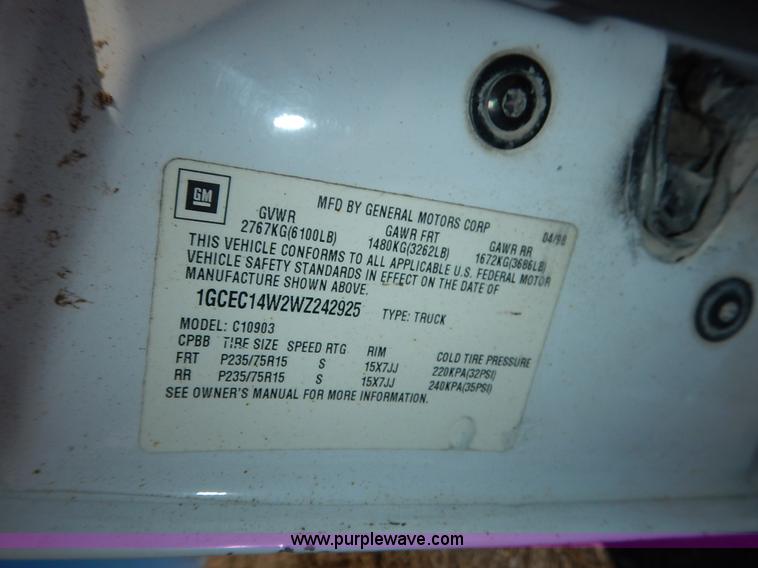 GM
MFD BY GENERAL MOTORS CORP 04/98
GVWR GAWR FRT GAWR RR
2767KG(6100LB) 1480KG(3262LB) 1672KG(3686LB)
THIS VEHICLE CONFORMS TO ALL APPLICABLE U.S. FEDERAL MOTOR
VEHICLE SAFETY STANDARDS IN EFFECT ON THE DATE OF
MANUFACTURE SHOWN ABOVE.
1GCEC14W2WZ242925 TYPE: TRUCK
MODEL: C10903
CPBB TIRE SIZE SPEED RTG RIM COLD TIRE PRESSURE
FRT P235/75R15 S 15X7JJ 220KPA(32PSI)
RR P235/75R15 S 15X7JJ 240KPA(35PSI)
SEE OWNER'S MANUAL FOR MORE INFORMATION.
www.purplewave.com